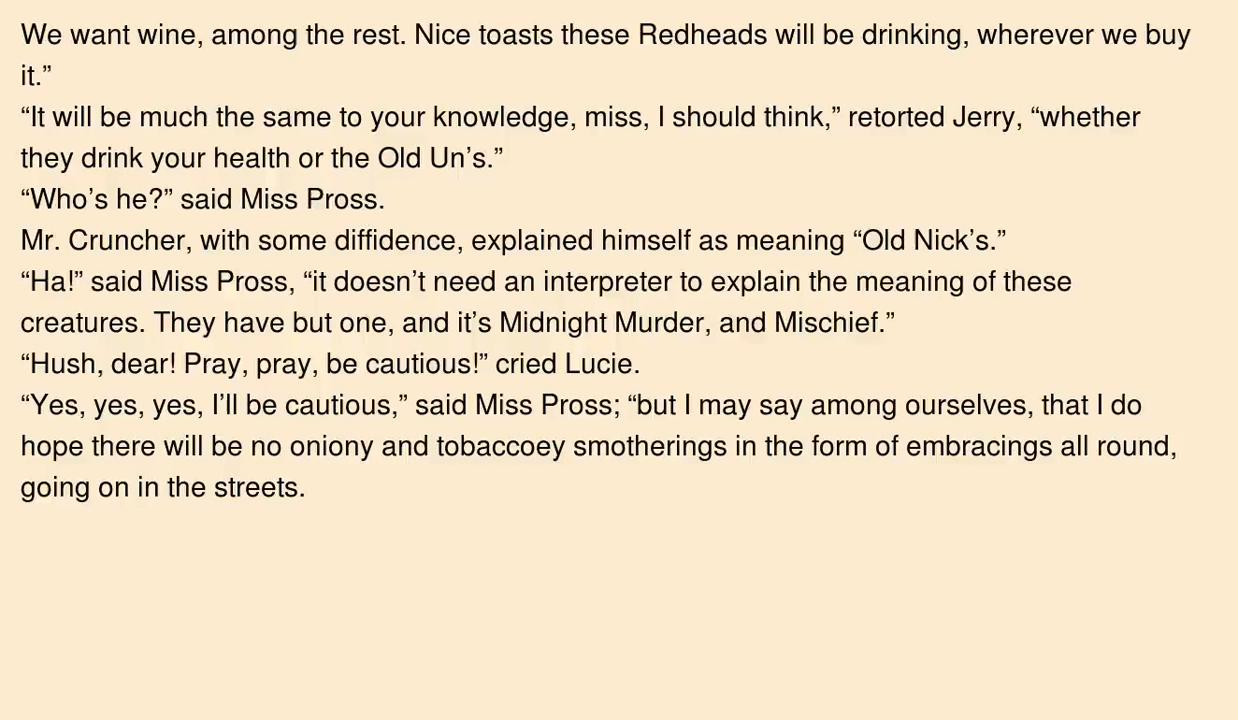 We want wine, among the rest. Nice toasts these Redheads will be drinking, wherever we buy
it.”
“It will be much the same to your knowledge, miss, I should think,” retorted Jerry, “whether
they drink your health or the Old Un’s.”
“Who’s he?” said Miss Pross.
Mr. Cruncher, with some diffidence, explained himself as meaning “Old Nick’s.”
“Ha!” said Miss Pross, “it doesn’t need an interpreter to explain the meaning of these
creatures. They have but one, and it’s Midnight Murder, and Mischief.”
“Hush, dear! Pray, pray, be cautious!” cried Lucie.
“Yes, yes, yes, I’ll be cautious,” said Miss Pross; “but I may say among ourselves, that I do
hope there will be no oniony and tobaccoey smotherings in the form of embracings all round,
going on in the streets.